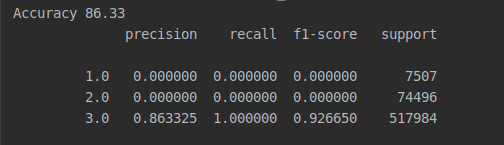 Accuracy 86.33
precision recall f1-score support
1.0 0.000000 0.000000 0.000000 7507
2.0 0.000000 0.000000 0.000000 74496
3.0 0.863325 1.000000 0.926650 517984